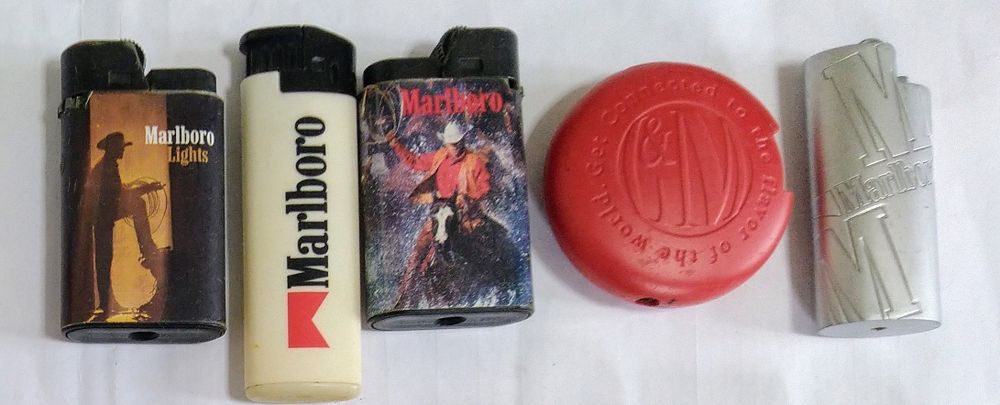 Marlboro
Lights
Marlboro
Marlboro
Get Connected to the flavor of the world.
L&M
M
Marlboro
M